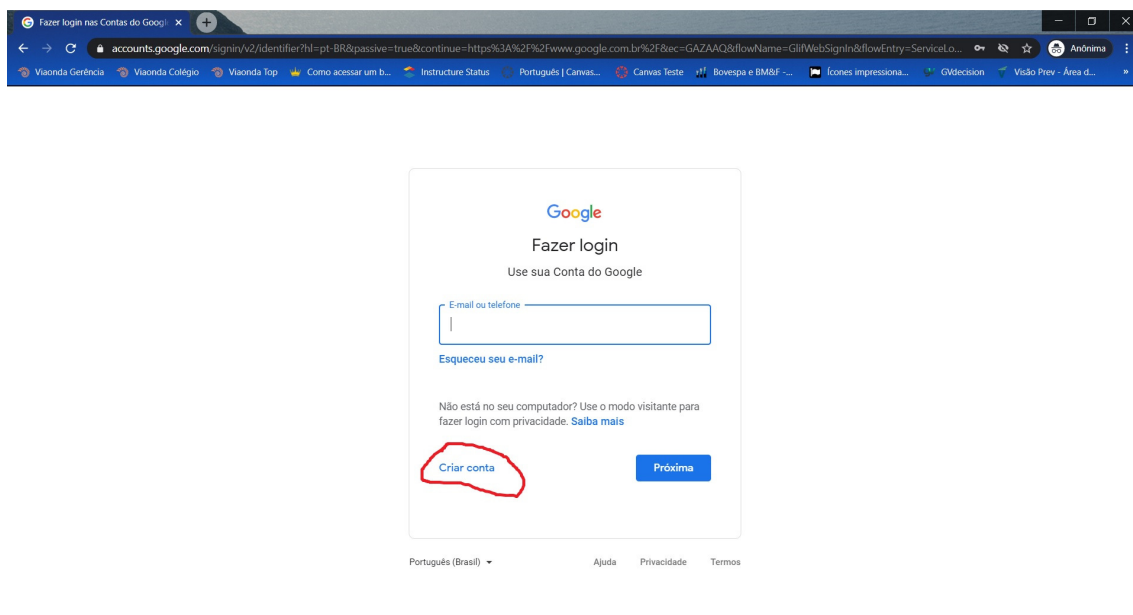 Fazer login nas Contas do Googl
accounts.google.com/signin/v2/identifier?hl=pt-BR&passive=true&continue=https%3A%2F%2Fwww.google.com.br%2F&ec=GAZAAQ&flowName=GlifWebSignIn&flowEntry=ServiceLo... Anônima
Viaonda Gerência Viaonda Colégio Viaonda Top Como acessar um b... Instructure Status Português | Canvas... Canvas Teste Bovespa e BM&F -... Ícones impressiona... GVdecision Visão Prev - Área d... »
Google
Fazer login
Use sua Conta do Google
E-mail ou telefone
Esqueceu seu e-mail?
Não está no seu computador? Use o modo visitante para
fazer login com privacidade. Saiba mais
Criar conta Próxima
Português (Brasil) Ajuda Privacidade Termos